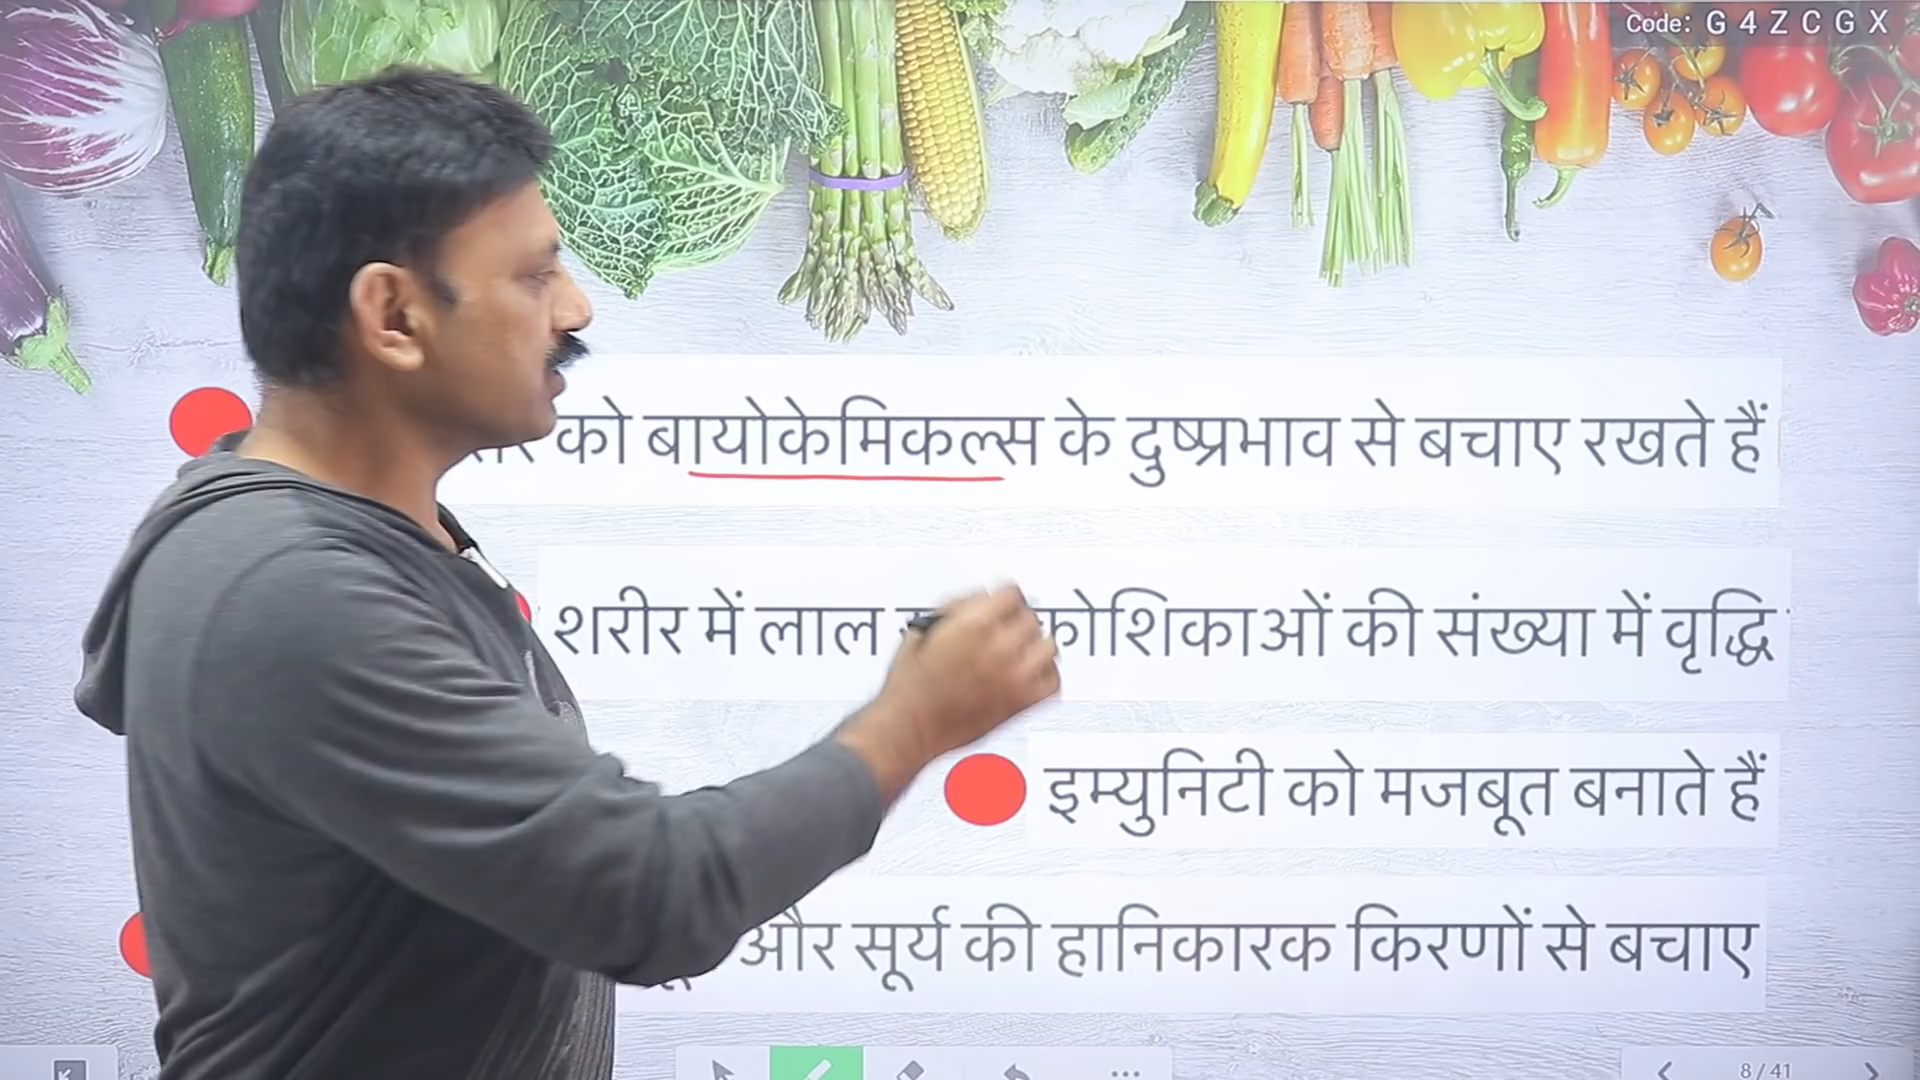 Code: G 4 Z C G X
को बायोकेमिकल्स के दुष्प्रभाव से बचाए रखते हैं
शरीर में लाल कोशिकाओं की संख्या में वृद्धि
इम्युनिटी को मजबूत बनाते हैं
और सूर्य की हानिकारक किरणों से बचाए
8 / 41